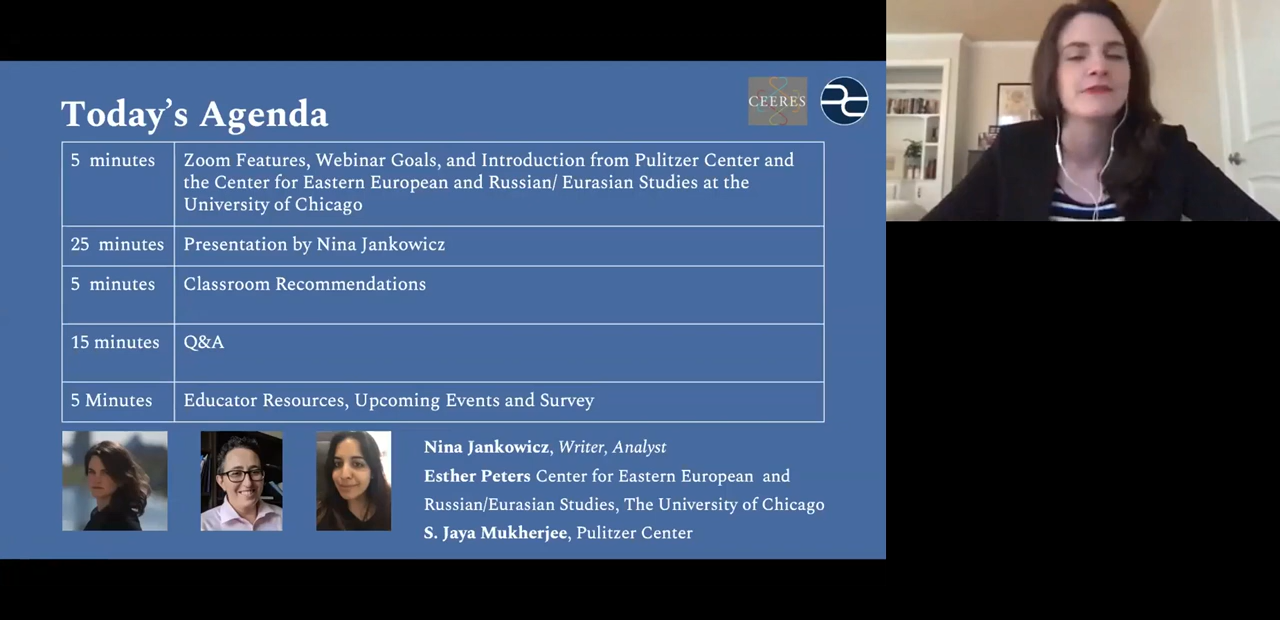 Today's Agenda
CEERES
5 minutes
Zoom Features, Webinar Goals, and Introduction from Pulitzer Center and
the Center for Eastern European and Russian/ Eurasian Studies at the
University of Chicago
25 minutes
Presentation by Nina Jankowicz
5 minutes
Classroom Recommendations
15 minutes
Q&A
5 Minutes
Educator Resources, Upcoming Events and Survey
Nina Jankowicz, Writer, Analyst
Esther Peters Center for Eastern European and
Russian/Eurasian Studies, The University of Chicago
S. Jaya Mukherjee, Pulitzer Center